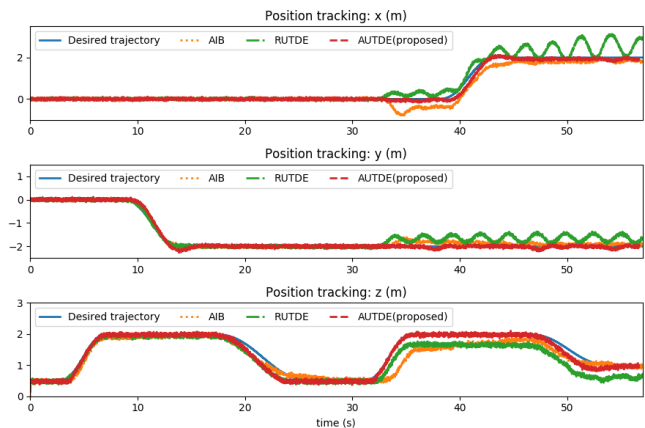 Position tracking: x (m)
Desired trajectory AIB RUTDE AUTDE(proposed)
2
0
0 10 20 30 40 50
Position tracking: y (m)
Desired trajectory AIB RUTDE AUTDE(proposed)
1
0
−1
−2
0 10 20 30 40 50
Position tracking: z (m)
3
Desired trajectory AIB RUTDE AUTDE(proposed)
2
1
0
0 10 20 30 40 50
time (s)